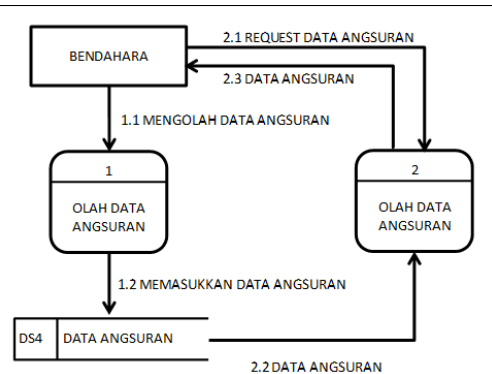 2.1 REQUEST DATA ANGSURAN
BENDAHARA
2.3 DATA ANGSURAN
1.1 MENGOLAH DATA ANGSURAN
1
OLAH DATA
ANGSURAN
2
OLAH DATA
ANGSURAN
1.2 MEMASUKKAN DATA ANGSURAN
DS4
DATA ANGSURAN
2.2 DATA ANGSURAN